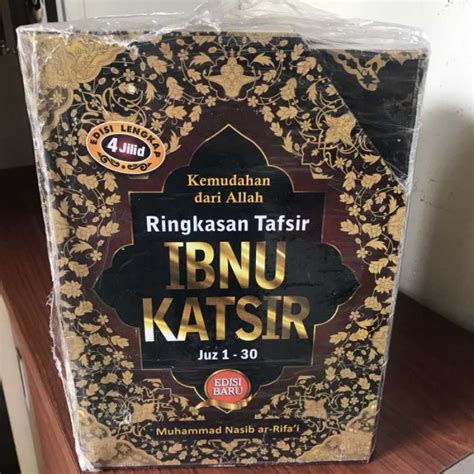 EDISI LENGKAP
4 Jilid
Kemudahan
dari Allah
Ringkasan Tafsir
IBNU
KATSIR
Juz 1 - 30
EDISI
BARU
Muhammad Nasib ar-Rifa'i